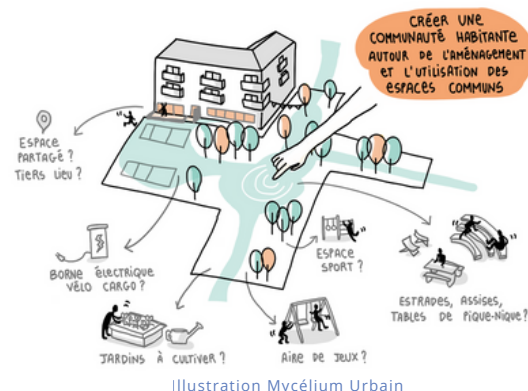 CRÉER UNE
COMMUNAUTÉ HABITANTE
AUTOUR DE L'AMÉNAGEMENT
ET L'UTILISATION DES
ESPACES COMMUNS
ESPACE
PARTAGÉ ?
TIERS LIEU ?
BORNE ÉLECTRIQUE
VÉLO CARGO ?
JARDINS À CULTIVER ?
AIRE DE JEUX ?
ESPACE
SPORT ?
ESTRADES, ASSISES,
TABLES DE PIQUE-NIQUE ?
Illustration Mycélium Urbain